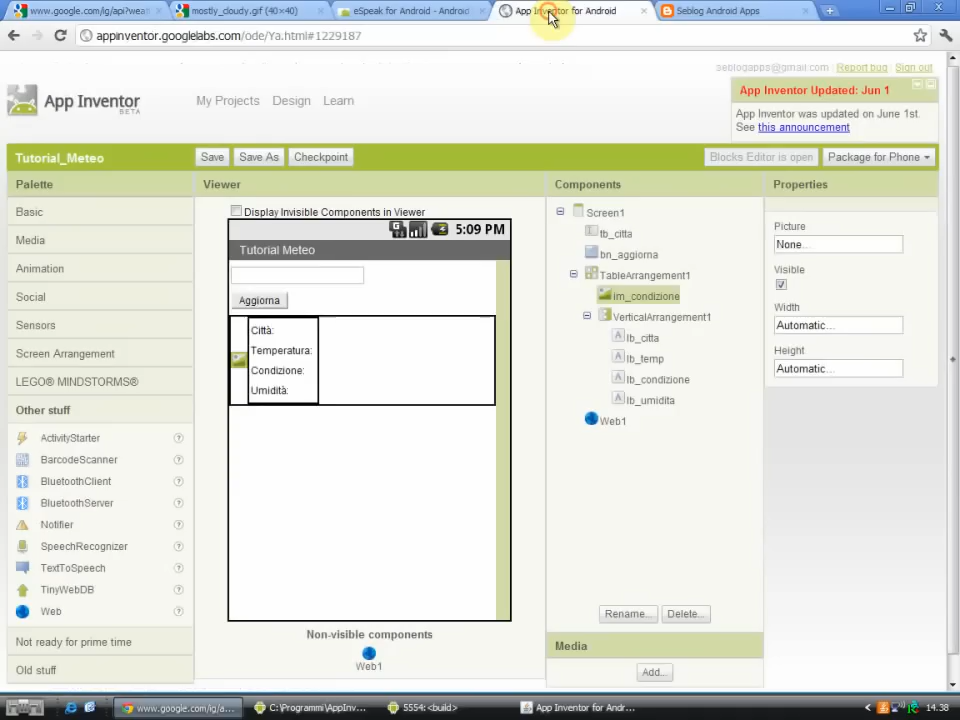 www.google.com/ig/api?weat
mostly_cloudy.gif (40×40)
eSpeak for Android - Android
App Inventor for Android
Seblog Android Apps
appinventor.googlelabs.com/ode/Ya.html#1229187
seblogapps@gmail.com
Report bug
Sign out
App Inventor
BETA
My Projects
Design
Learn
App Inventor Updated: Jun 1
App Inventor was updated on June 1st.
See this announcement
Tutorial_Meteo
Save
Save As
Checkpoint
Blocks Editor is open
Package for Phone
Palette
Viewer
Components
Properties
Basic
Media
Animation
Social
Sensors
Screen Arrangement
LEGO® MINDSTORMS®
Other stuff
ActivityStarter
BarcodeScanner
BluetoothClient
BluetoothServer
Notifier
SpeechRecognizer
TextToSpeech
TinyWebDB
Web
Not ready for prime time
Old stuff
Display Invisible Components in Viewer
5:09 PM
Tutorial Meteo
Aggiorna
Città:
Temperatura:
Condizione:
Umidità:
Non-visible components
Web1
Screen1
tb_citta
bn_aggiorna
TableArrangement1
im_condizione
VerticalArrangement1
lb_citta
lb_temp
lb_condizione
lb_umidita
Web1
Rename...
Delete...
Media
Add...
Picture
None...
Visible
Width
Automatic...
Height
Automatic...
www.google.com/ig/a...
C:\Programmi\AppInv...
5554:<build>
App Inventor for Andr...
14.38